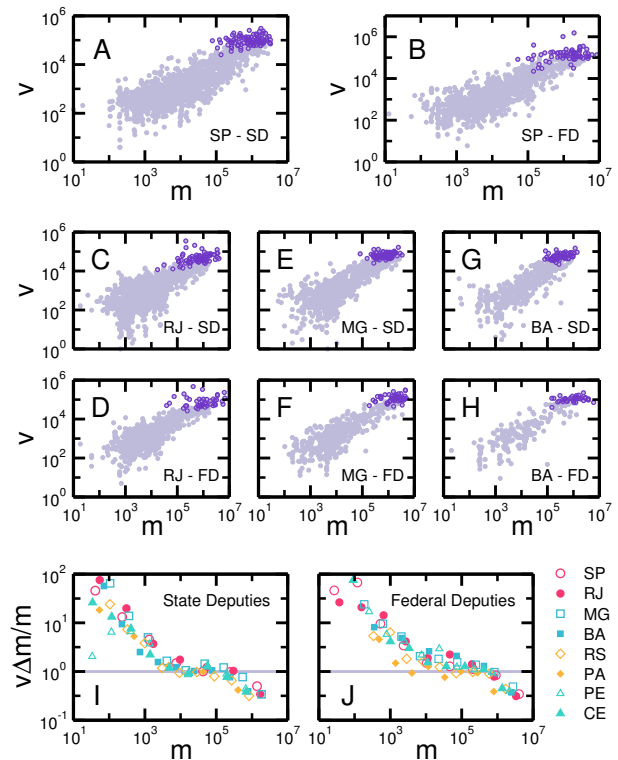 10^6
10^4
10^2
10^0
v
A
SP - SD
10^1
10^3
10^5
10^7
m
10^6
10^4
10^2
10^0
v
B
SP - FD
10^1
10^3
10^5
10^7
m
10^6
10^4
10^2
10^0
v
C
RJ - SD
E
MG - SD
G
BA - SD
10^6
10^4
10^2
10^0
v
D
RJ - FD
F
MG - FD
H
BA - FD
10^1
10^3
10^5
10^7
m
10^1
10^3
10^5
10^7
m
10^1
10^3
10^5
10^7
m
10^2
10^1
10^0
10^-1
vΔm/m
State Deputies
I
10^1
10^3
10^5
10^7
m
Federal Deputies
J
10^1
10^3
10^5
10^7
m
SP
RJ
MG
BA
RS
PA
PE
CE